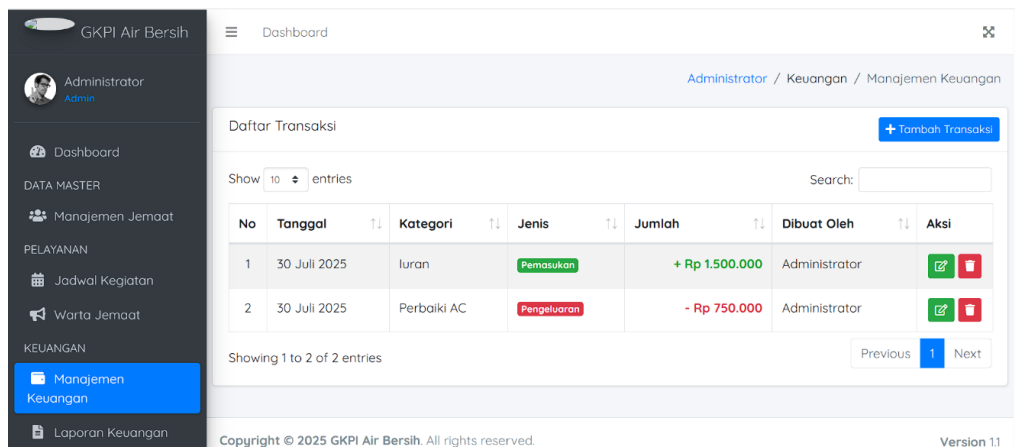 GKPI Air Bersih
Dashboard
Administrator
Admin
Administrator / Keuangan / Manajemen Keuangan
Daftar Transaksi
Tambah Transaksi
Dashboard
DATA MASTER
Manajemen Jemaat
PELAYANAN
Jadwal Kegiatan
Warta Jemaat
KEUANGAN
Manajemen
Keuangan
Laporan Keuangan
Show 10 entries
Search:
No Tanggal Kategori Jenis Jumlah Dibuat Oleh Aksi
1 30 Juli 2025 Iuran Pemasukan + Rp 1.500.000 Administrator
2 30 Juli 2025 Perbaiki AC Pengeluaran - Rp 750.000 Administrator
Showing 1 to 2 of 2 entries
Previous 1 Next
Copyright © 2025 GKPI Air Bersih. All rights reserved.
Version 1.1